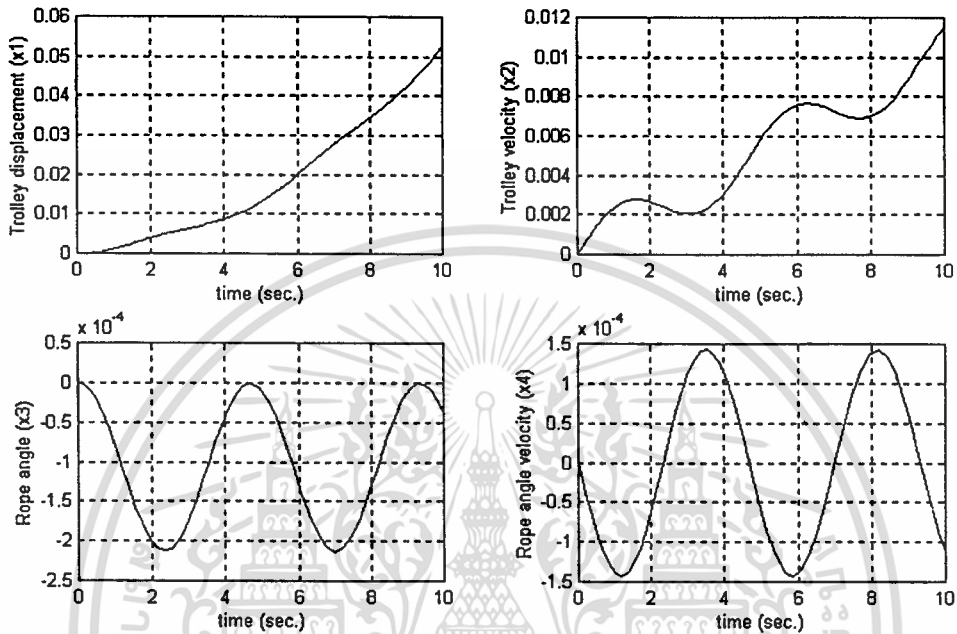 0.06
0.05
0.04
0.03
0.02
0.01
0
Trolley displacement (x1)
0 2 4 6 8 10
time (sec.)
0.012
0.010
0.008
0.006
0.004
0.002
0
Trolley velocity (x2)
0 2 4 6 8 10
time (sec.)
x 10⁻⁴
0.5
0
-0.5
-1
-1.5
-2
-2.5
Rope angle (x3)
0 2 4 6 8 10
time (sec.)
x 10⁻⁴
1.5
1
0.5
0
-0.5
-1
-1.5
Rope angle velocity (x4)
0 2 4 6 8 10
time (sec.)